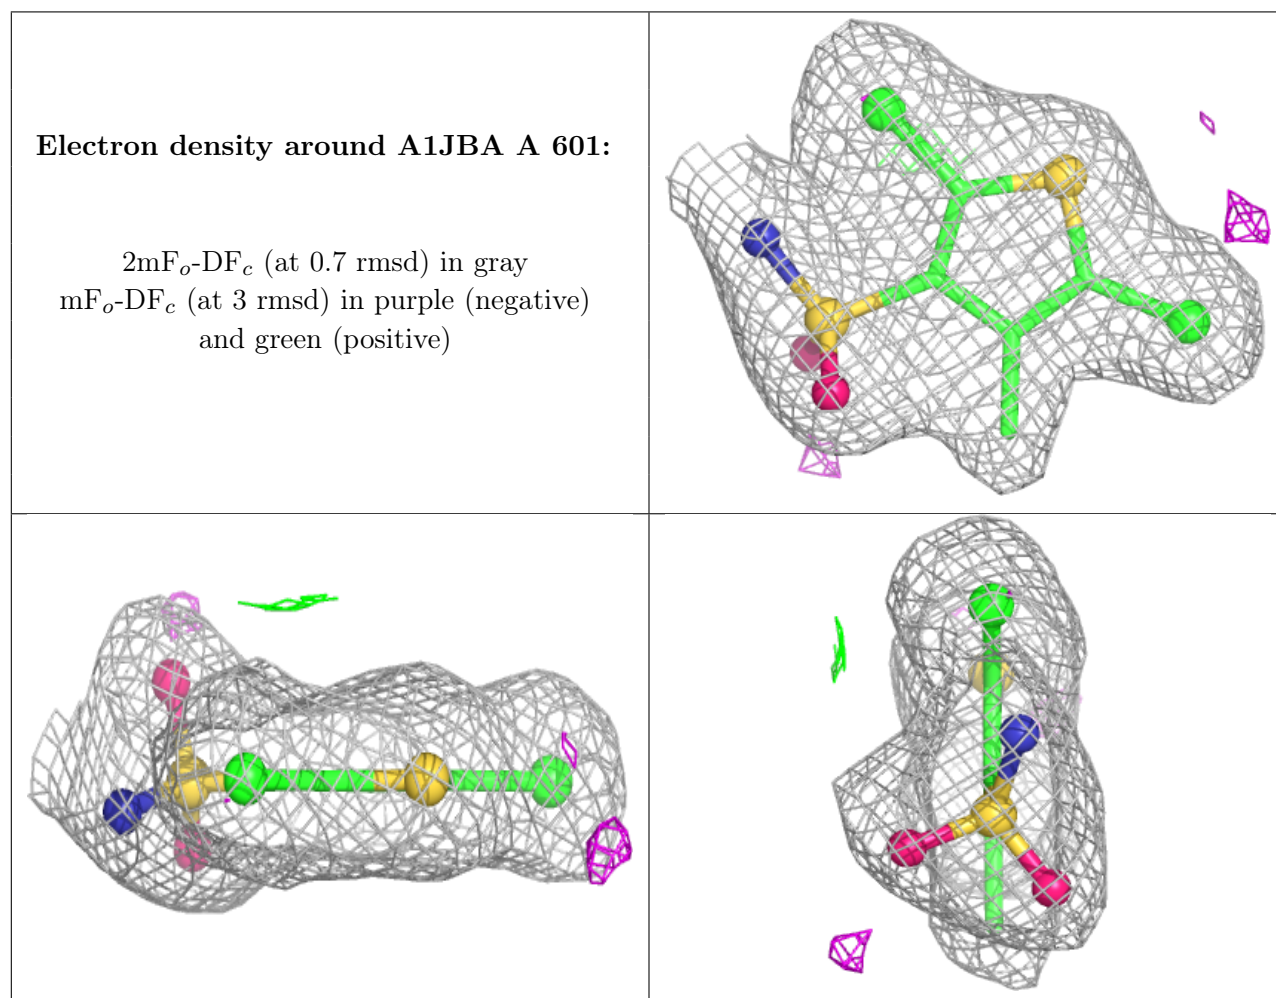 Electron density around A1JBA A 601:
2mFo-DFc (at 0.7 rmsd) in gray
mFo-DFc (at 3 rmsd) in purple (negative)
and green (positive)